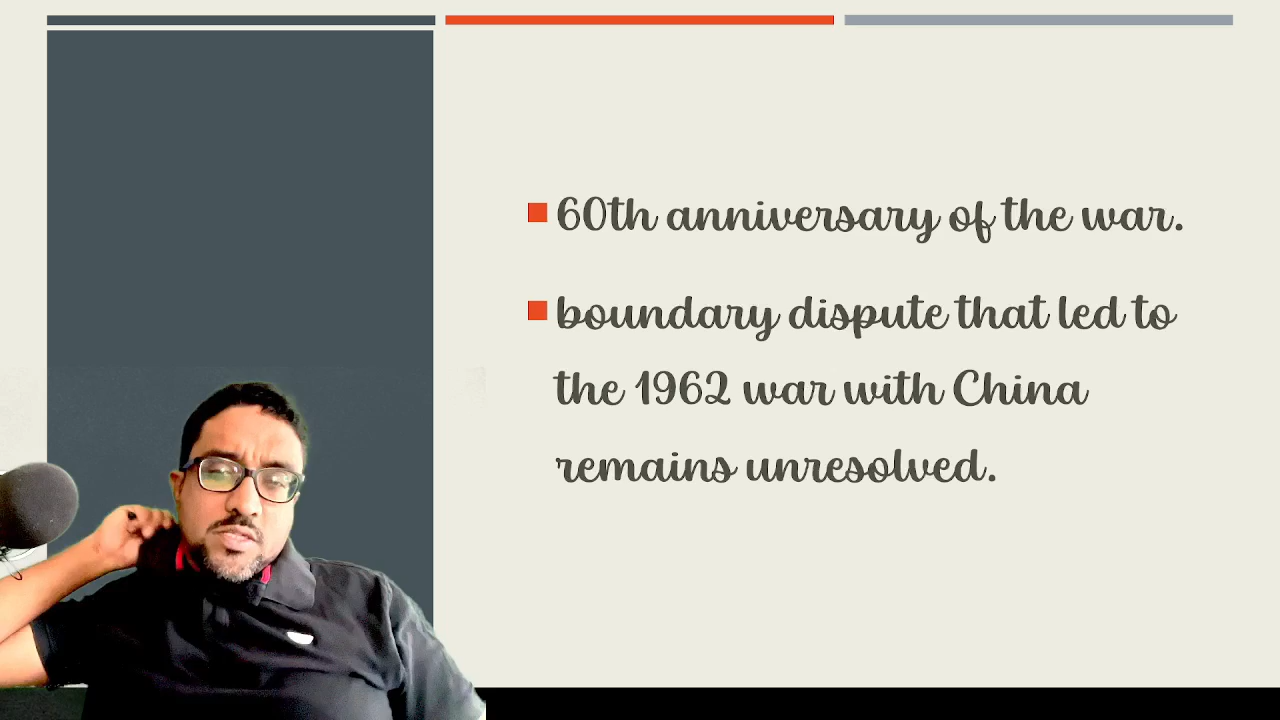 60th anniversary of the war.
boundary dispute that led to
the 1962 war with China
remains unresolved.